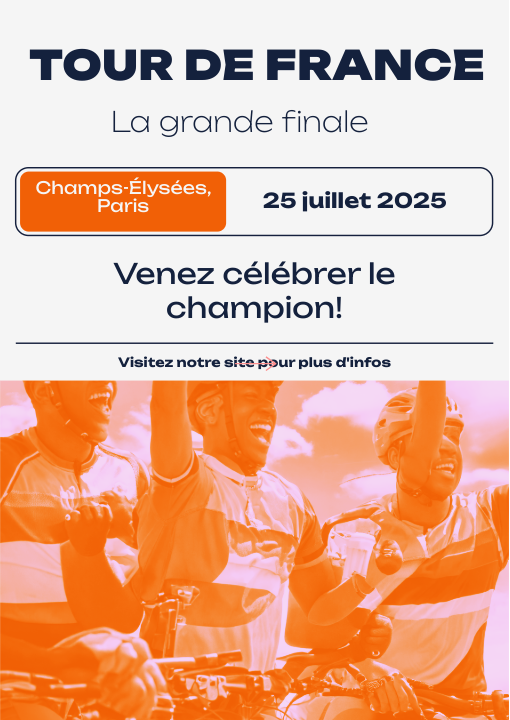 TOUR DE FRANCE
La grande finale
Champs-Élysées,
Paris
25 juillet 2025
Venez célébrer le
champion!
Visitez notre site pour plus d'infos